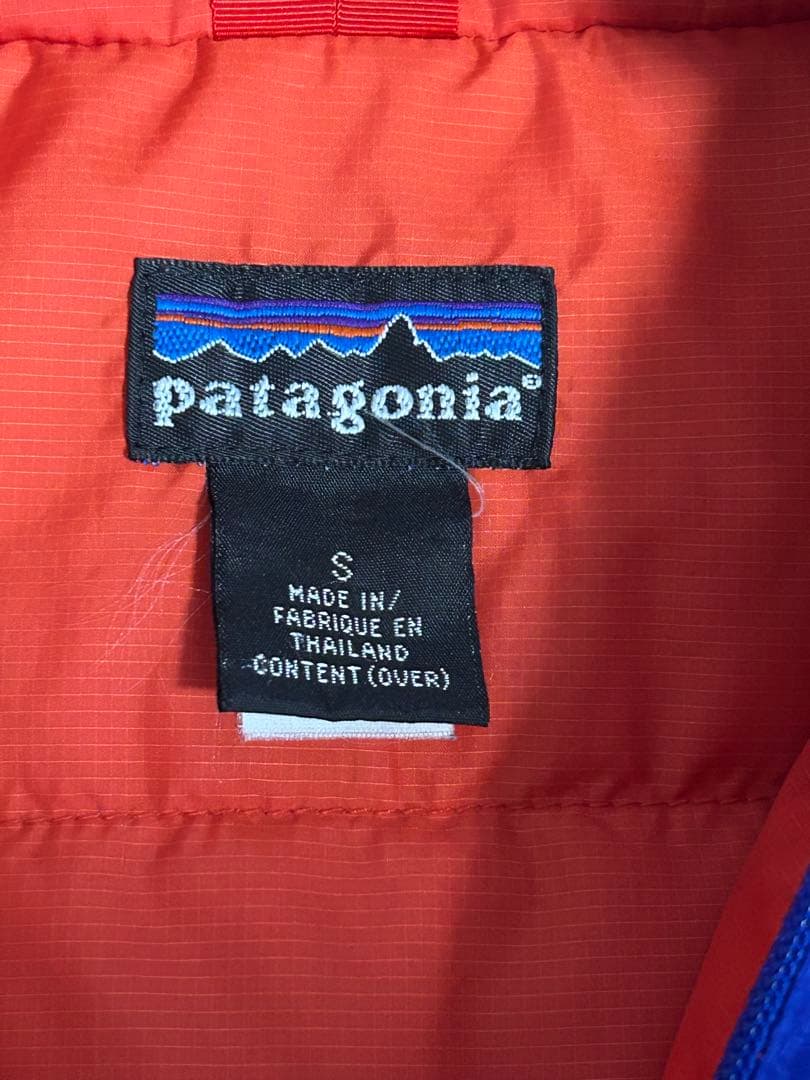 patagonia®
S
MADE IN/
FABRIQUE EN
THAILAND
CONTENT (OVER)